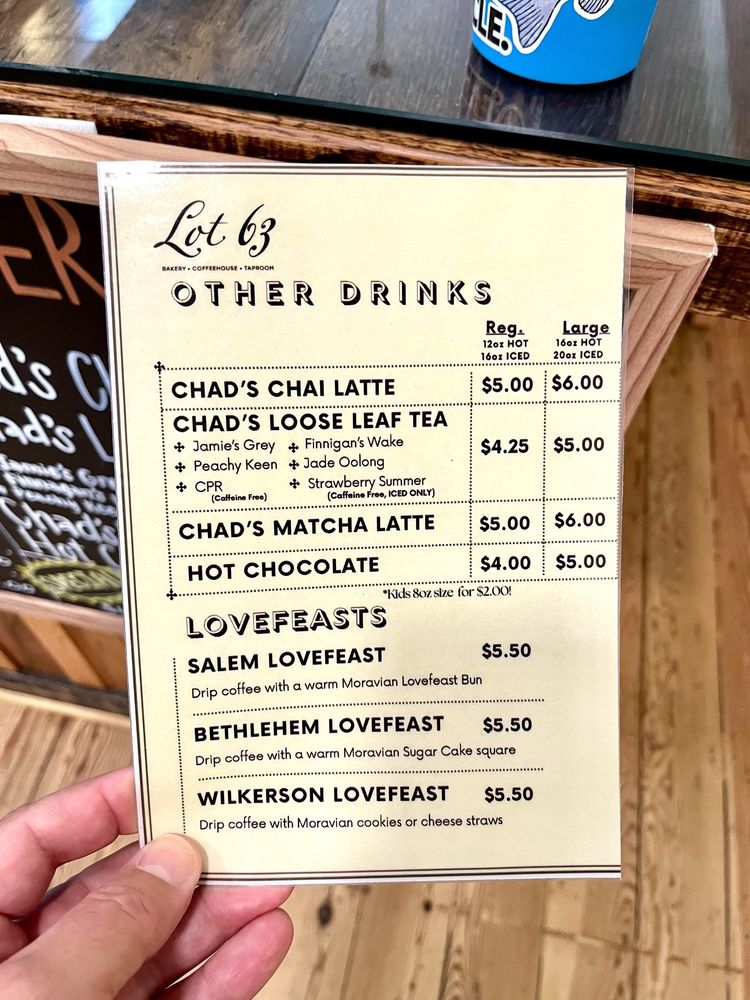 CLE.
ER
Lot 63
BAKERY • COFFEEHOUSE • TAPROOM
OTHER DRINKS
Reg. Large
12oz HOT 16oz HOT
16oz ICED 20oz ICED
CHAD'S CHAI LATTE $5.00 $6.00
CHAD'S LOOSE LEAF TEA
Jamie's Grey Finnigan's Wake $4.25 $5.00
Peachy Keen Jade Oolong
CPR Strawberry Summer
(Caffeine Free) (Caffeine Free, ICED ONLY)
CHAD'S MATCHA LATTE $5.00 $6.00
HOT CHOCOLATE $4.00 $5.00
*Kids 8oz size for $2.00!
LOVEFEASTS
SALEM LOVEFEAST $5.50
Drip coffee with a warm Moravian Lovefeast Bun
BETHLEHEM LOVEFEAST $5.50
Drip coffee with a warm Moravian Sugar Cake square
WILKERSON LOVEFEAST $5.50
Drip coffee with Moravian cookies or cheese straws